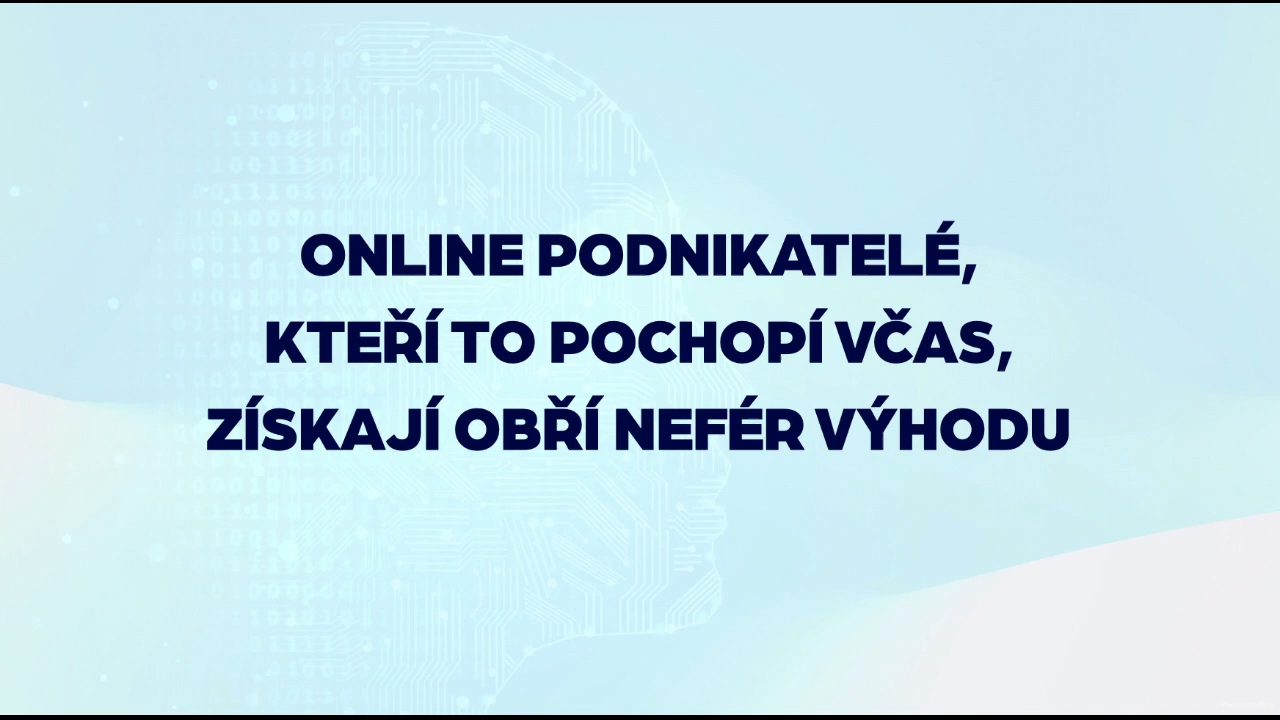 ONLINE PODNIKATELÉ,
KTEŘÍ TO POCHOPÍ VČAS,
ZÍSKAJÍ OBŘÍ NEFÉR VÝHODU